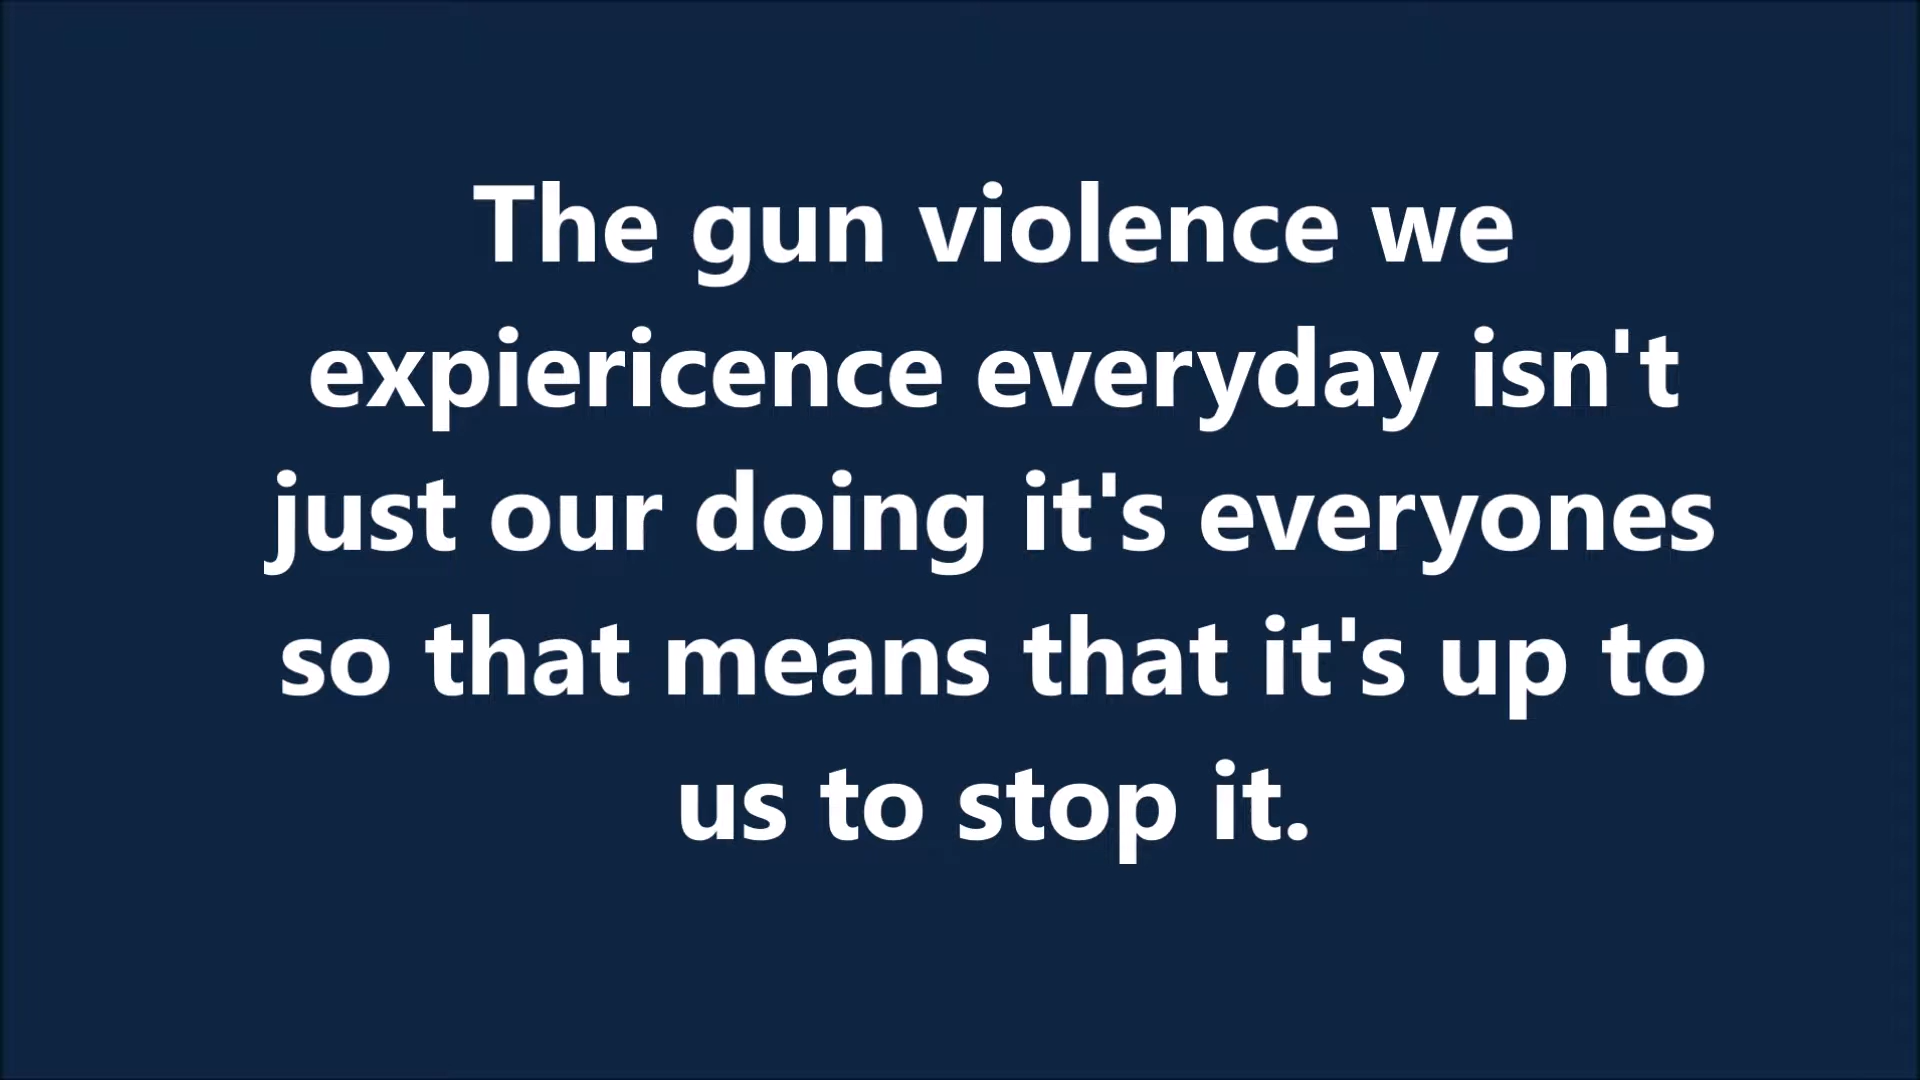 The gun violence we
expiericence everyday isn't
just our doing it's everyones
so that means that it's up to
us to stop it.